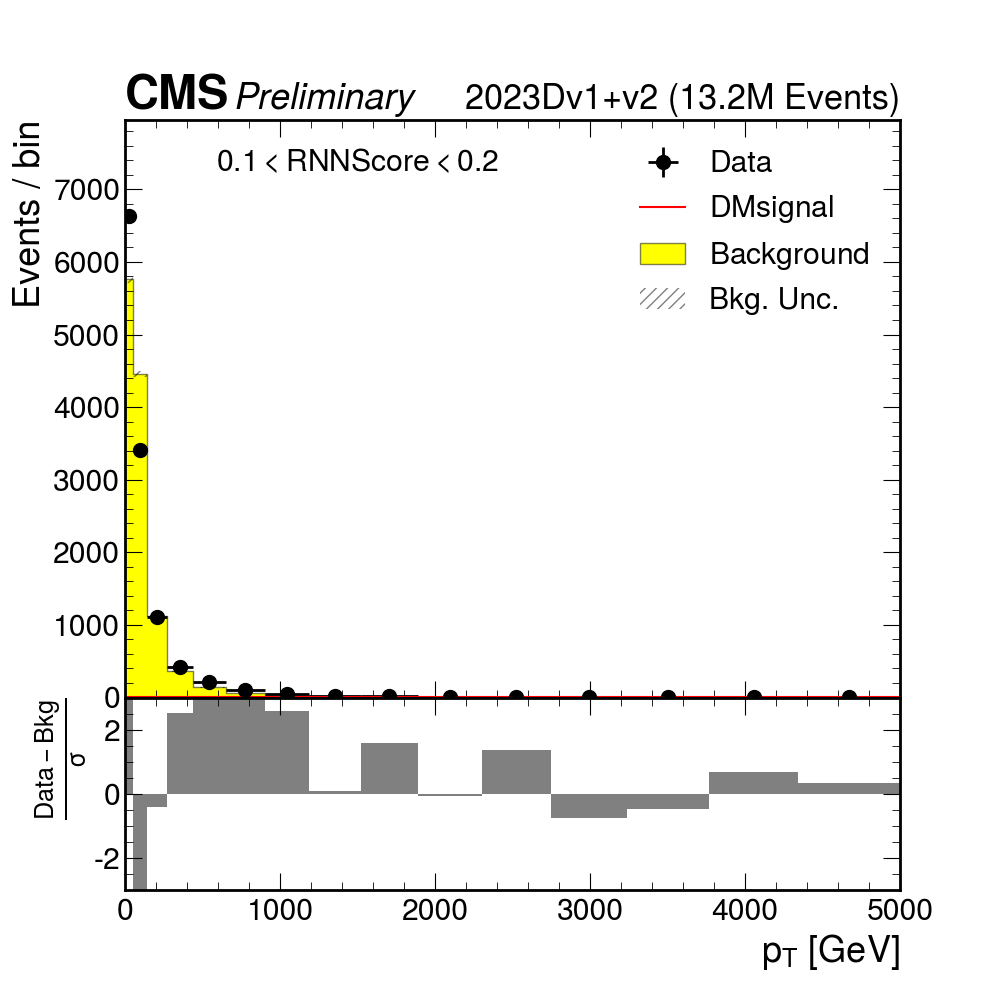 CMS Preliminary 2023Dv1+v2 (13.2M Events)
Events / bin
0.1 < RNNScore < 0.2
Data
DMsignal
Background
Bkg. Unc.
7000
6000
5000
4000
3000
2000
1000
0
Data − Bkg
σ
2
0
-2
0 1000 2000 3000 4000 5000
pT [GeV]